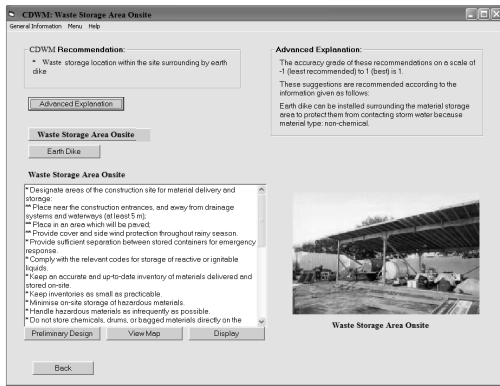 CDWM: Waste Storage Area Onsite
General Information Menu Help
CDWM Recommendation:
* Waste storage location within the site surrounding by earth
dike
Advanced Explanation:
The accuracy grade of these recommendations on a scale of
-1 (least recommended) to 1 (best) is 1.
These suggestions are recommended according to the
information given as follows:
Earth dike can be installed surrounding the material storage
area to protect them from contacting storm water because
material type: non-chemical.
Advanced Explanation
Waste Storage Area Onsite
Earth Dike
Waste Storage Area Onsite
* Designate areas of the construction site for material delivery and
storage:
** Place near the construction entrances, and away from drainage
systems and waterways (at least 5 m);
** Place in an area which will be paved;
** Provide cover and side wind protection throughout rainy season.
* Provide sufficient separation between stored containers for emergency
response.
* Comply with the relevant codes for storage of reactive or ignitable
liquids.
* Keep an accurate and up-to-date inventory of materials delivered and
stored on-site.
* Keep inventories as small as practicable.
* Minimise on-site storage of hazardous materials.
* Handle hazardous materials as infrequently as possible.
* Do not store chemicals, drums, or bagged materials directly on the
Waste Storage Area Onsite
Preliminary Design
View Map
Display
Back